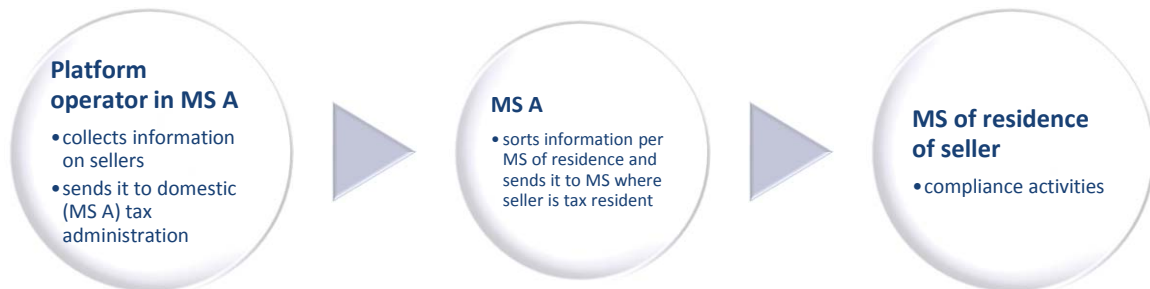 Platform
operator in MS A
•collects information
on sellers
•sends it to domestic
(MS A) tax
administration
MS A
•sorts information per
MS of residence and
sends it to MS where
seller is tax resident
MS of residence
of seller
•compliance activities